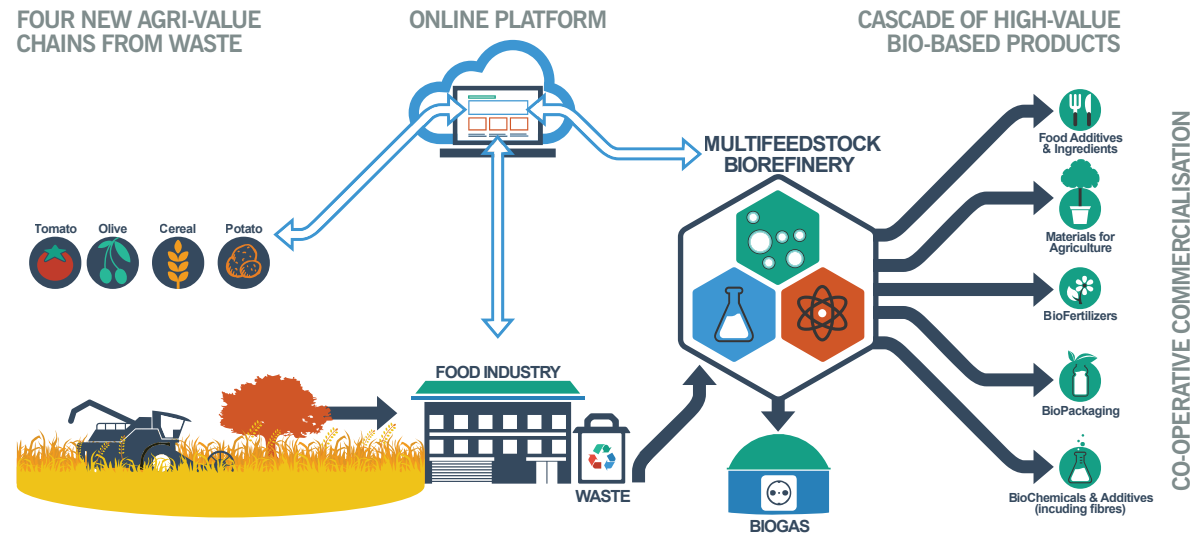 FOUR NEW AGRI-VALUE
CHAINS FROM WASTE
ONLINE PLATFORM
CASCADE OF HIGH-VALUE
BIO-BASED PRODUCTS
MULTIFEEDSTOCK
BIOREFINERY
Food Additives
& Ingredients
Tomato
Olive
Cereal
Potato
Materials for
Agriculture
BioFertilizers
FOOD INDUSTRY
BioPackaging
WASTE
BIOGAS
BioChemicals & Additives
(incuding fibres)
CO-OPERATIVE COMMERCIALISATION